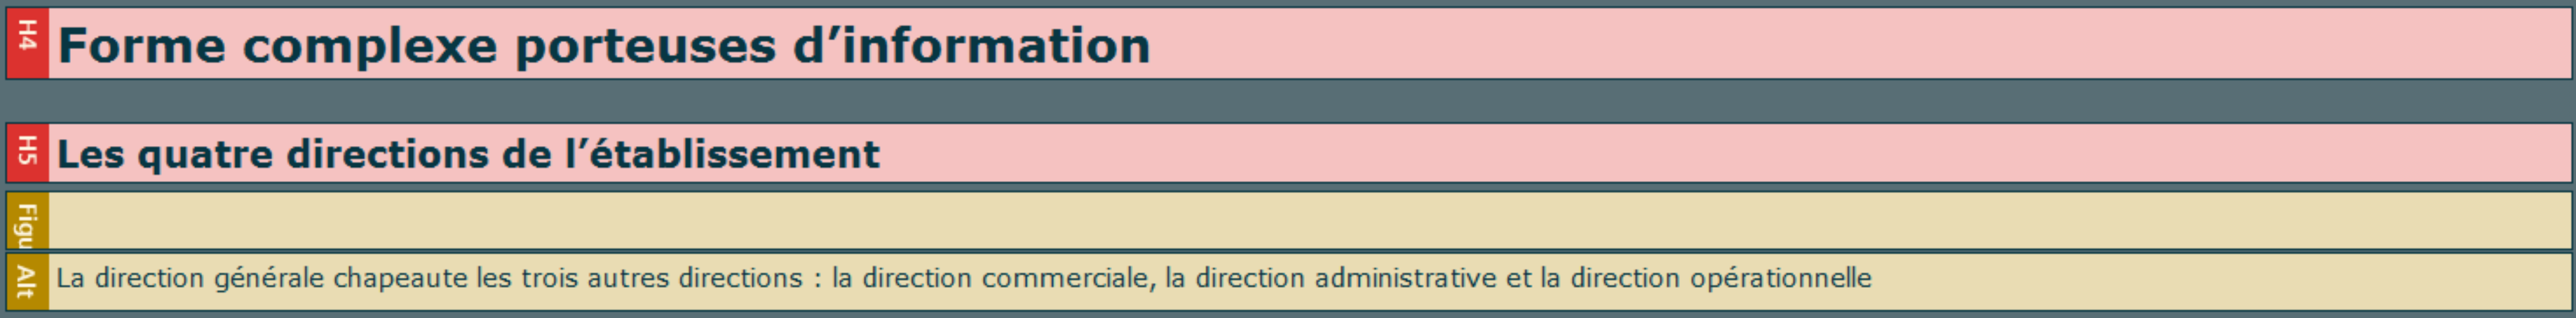 H4
Forme complexe porteuses d’information
H5
Les quatre directions de l’établissement
Figu
Alt
La direction générale chapeaute les trois autres directions : la direction commerciale, la direction administrative et la direction opérationnelle